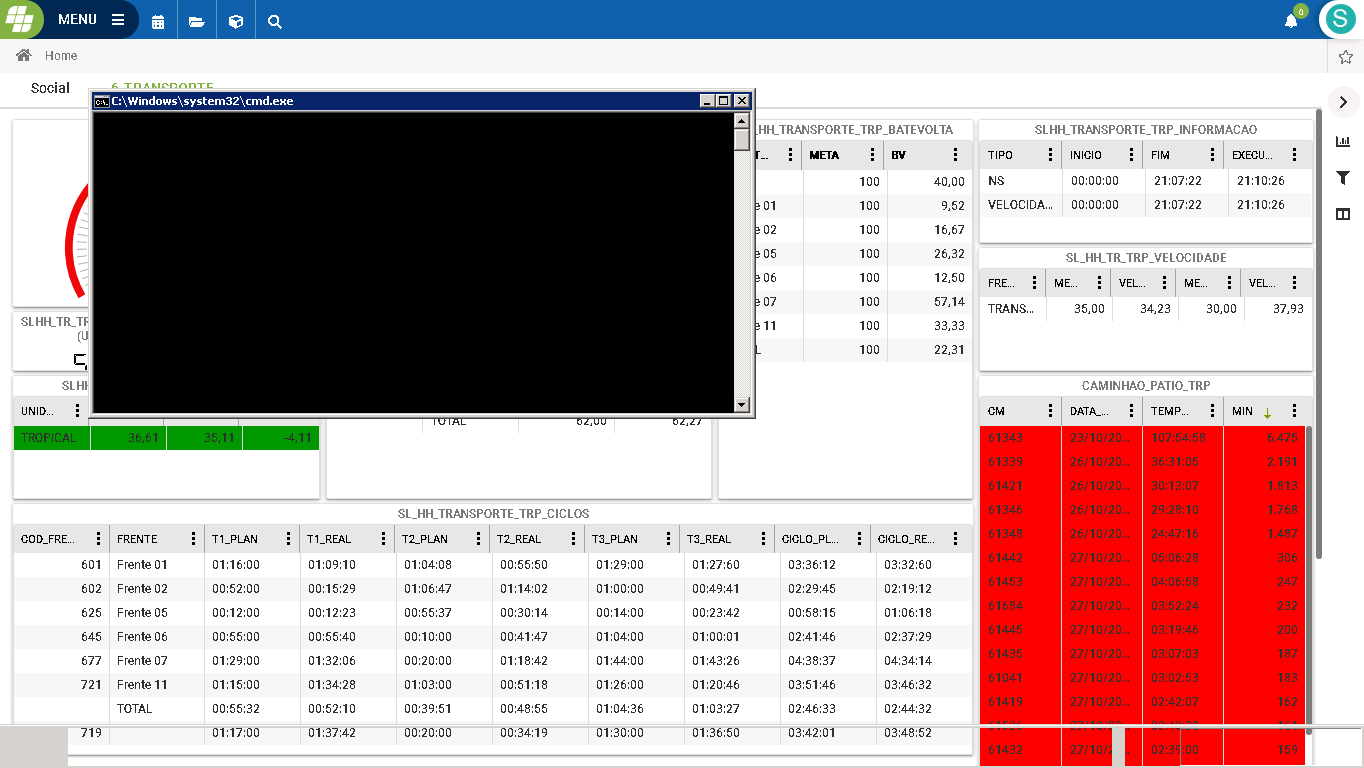 MENU
0
S
Home
Social
6-TRANSPORTE
C:\Windows\system32\cmd.exe
C:\.
_HH_TRANSPORTE_TRP_BATEVOLTA
T... META BV
100 40,00
e 01 100 9,52
e 02 100 16,67
e 05 100 26,32
e 06 100 12,50
e 07 100 57,14
e 11 100 33,33
L 100 22,31
SLHH_TRANSPORTE_TRP_INFORMACAO
TIPO INICIO FIM EXECU...
NS 00:00:00 21:07:22 21:10:26
VELOCIDA... 00:00:00 21:07:22 21:10:26
SL_HH_TR_TRP_VELOCIDADE
FRE... ME... VEL... ME... VEL...
TRANS... 35,00 34,23 30,00 37,93
SLHH_TR_TR
(U
SLHH
UNID...
TROPICAL 36,61 35,11 -4,11
TOTAL 62,00 62,27
CAMINHAO_PATIO_TRP
CM DATA_... TEMP... MIN
61343 23/10/20... 107:54:58 6.475
61339 26/10/20... 36:31:05 2.191
61421 26/10/20... 30:13:07 1.813
61346 26/10/20... 29:28:10 1.768
61348 26/10/20... 24:47:16 1.487
61442 27/10/20... 05:06:28 306
61453 27/10/20... 04:06:58 247
61684 27/10/20... 03:52:24 232
61445 27/10/20... 03:19:46 200
61435 27/10/20... 03:07:03 187
61041 27/10/20... 03:02:53 183
61419 27/10/20... 02:42:07 162
61432 27/10/2 02:39:00 159
SL_HH_TRANSPORTE_TRP_CICLOS
COD_FRE... FRENTE T1_PLAN T1_REAL T2_PLAN T2_REAL T3_PLAN T3_REAL CICLO_PL... CICLO_RE...
601 Frente 01 01:16:00 01:09:10 01:04:08 00:55:50 01:29:00 01:27:60 03:36:12 03:32:60
602 Frente 02 00:52:00 00:15:29 01:06:47 01:14:02 01:00:00 00:49:41 02:29:45 02:19:12
625 Frente 05 00:12:00 00:12:23 00:55:37 00:30:14 00:14:00 00:23:42 00:58:15 01:06:18
645 Frente 06 00:55:00 00:55:40 00:10:00 00:41:47 01:04:00 01:00:01 02:41:46 02:37:29
677 Frente 07 01:29:00 01:32:06 00:20:00 01:18:42 01:44:00 01:43:26 04:38:37 04:34:14
721 Frente 11 01:15:00 01:34:28 01:03:00 00:51:18 01:26:00 01:20:46 03:51:46 03:46:32
TOTAL 00:55:32 00:52:10 00:39:51 00:48:55 01:04:36 01:03:27 02:46:33 02:44:32
719 01:17:00 01:37:42 00:20:00 00:34:19 01:30:00 01:36:50 03:42:01 03:48:52